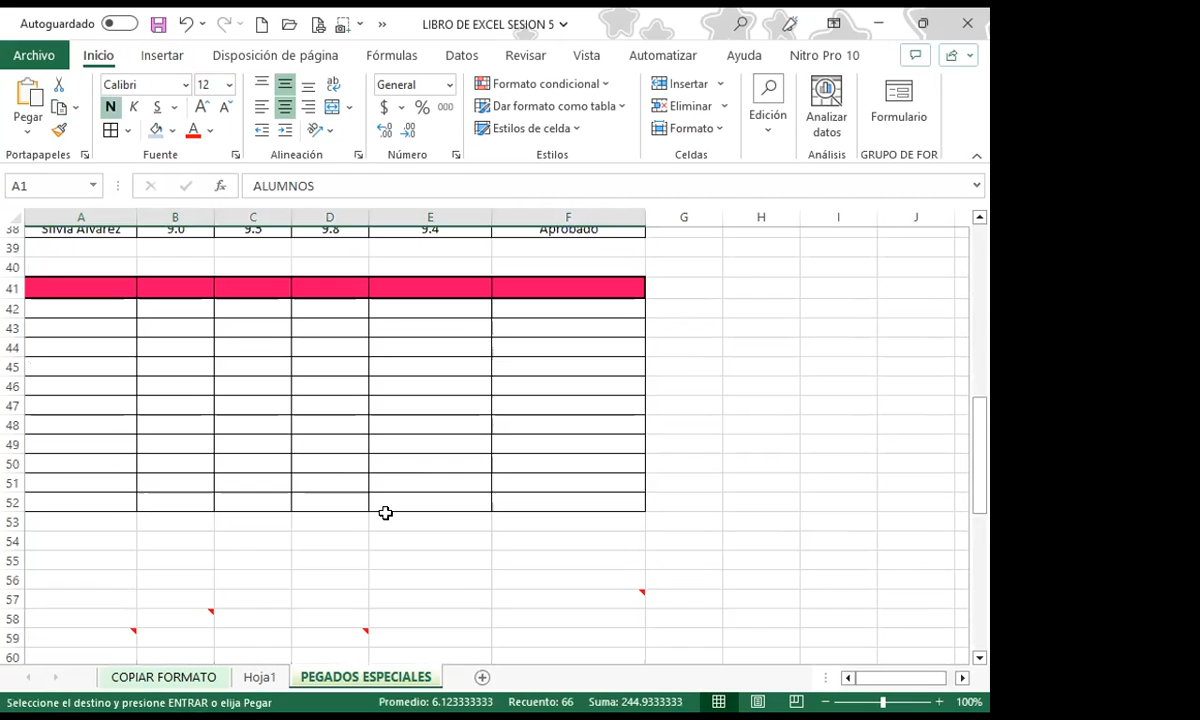 Autoguardado
LIBRO DE EXCEL SESION 5
Archivo Inicio Insertar Disposición de página Fórmulas Datos Revisar Vista Automatizar Ayuda Nitro Pro 10
Pegar
Calibri 12
N K S A A
A
ab
General
$ % 000
Formato condicional
Dar formato como tabla
Estilos de celda
Insertar
Eliminar
Formato
Edición
Analizar
datos
Formulario
Portapapeles Fuente Alineación Número Estilos Celdas Análisis GRUPO DE FOR
A1 fx ALUMNOS
A B C D E F G H I J
38 Silvia Alvarez 9.0 9.5 9.8 9.4 Aprobado
39
40
41
42
43
44
45
46
47
48
49
50
51
52
53
54
55
56
57
58
59
60
COPIAR FORMATO Hoja1 PEGADOS ESPECIALES
Seleccione el destino y presione ENTRAR o elija Pegar Promedio: 6.123333333 Recuento: 66 Suma: 244.9333333 100%